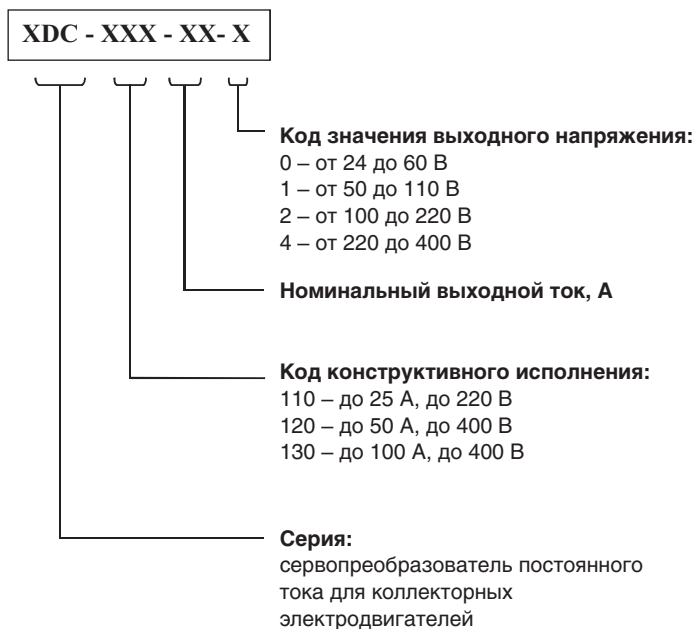 XDC - XXX - XX- X
Код значения выходного напряжения:
0 – от 24 до 60 В
1 – от 50 до 110 В
2 – от 100 до 220 В
4 – от 220 до 400 В
Номинальный выходной ток, А
Код конструктивного исполнения:
110 – до 25 А, до 220 В
120 – до 50 А, до 400 В
130 – до 100 А, до 400 В
Серия:
сервопреобразователь постоянного
тока для коллекторных
электродвигателей